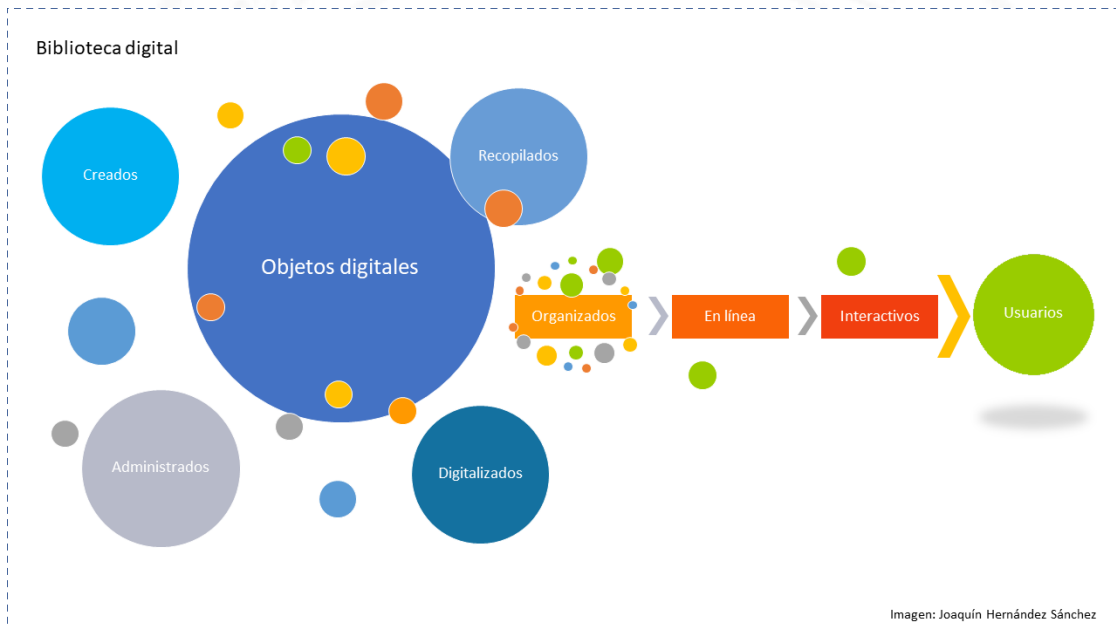 Biblioteca digital
Creados
Recopilados
Objetos digitales
Organizados
En línea
Interactivos
Usuarios
Administrados
Digitalizados
Imagen: Joaquín Hernández Sánchez